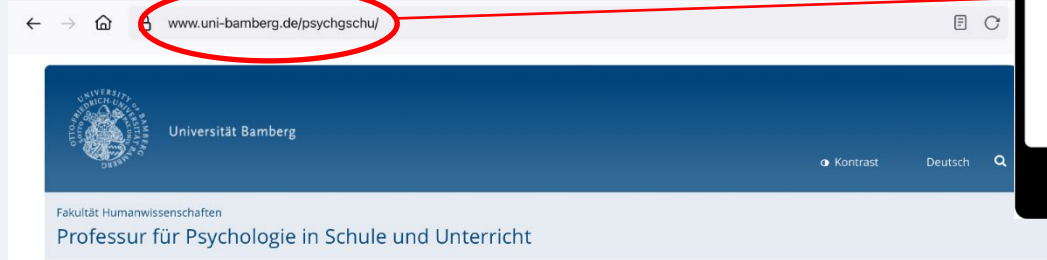 www.uni-bamberg.de/psychgschu/
Universität Bamberg
Kontrast Deutsch
Fakultät Humanwissenschaften
Professur für Psychologie in Schule und Unterricht